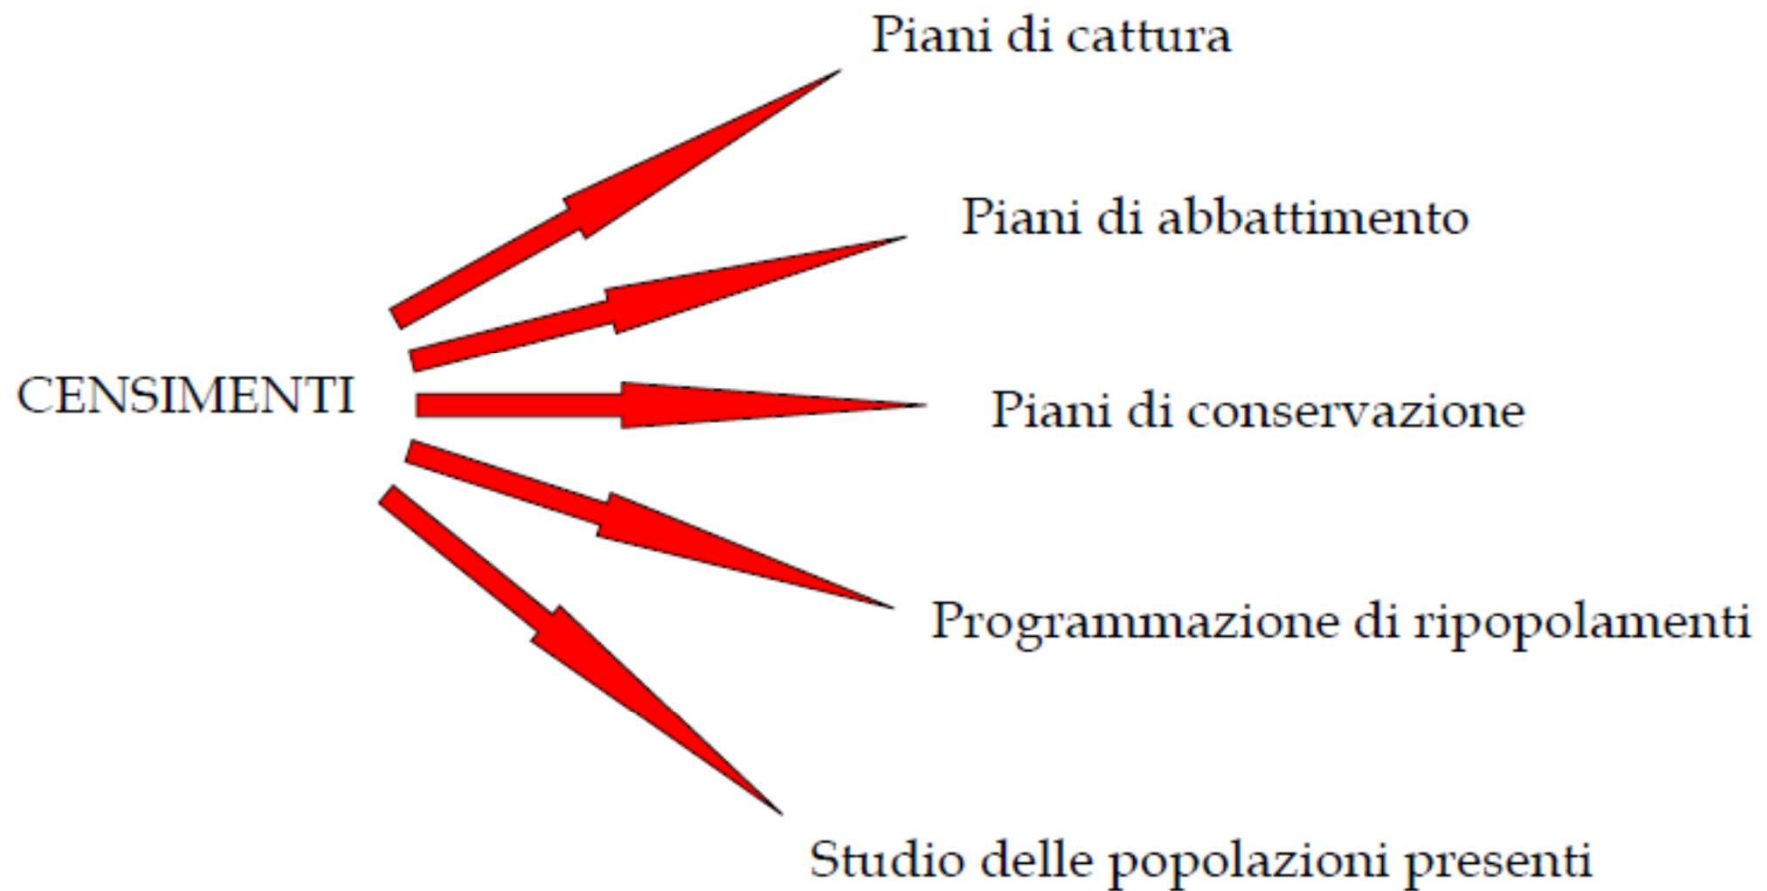 Piani di cattura
Piani di abbattimento
CENSIMENTI
Piani di conservazione
Programmazione di ripopolamenti
Studio delle popolazioni presenti